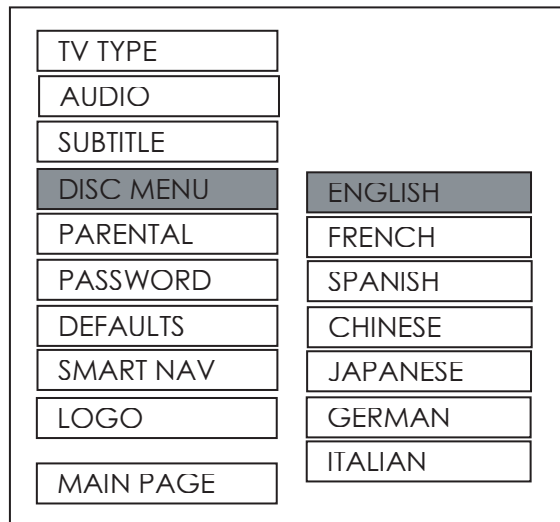 TV TYPE
AUDIO
SUBTITLE
DISC MENU
PARENTAL
PASSWORD
DEFAULTS
SMART NAV
LOGO
MAIN PAGE
ENGLISH
FRENCH
SPANISH
CHINESE
JAPANESE
GERMAN
ITALIAN